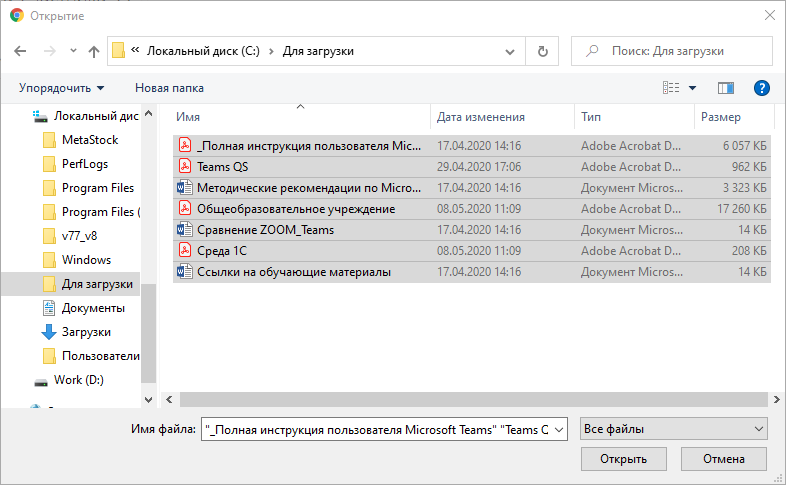 Открытие
« Локальный диск (C:) > Для загрузки
Поиск: Для загрузки
Упорядочить
Новая папка
?
Имя
Дата изменения
Тип
Размер
Локальный дис
MetaStock
PerfLogs
Program Files
Program Files (
v77_v8
Windows
Для загрузки
Документы
Загрузки
Пользователи
Work (D:)
_Полная инструкция пользователя Mic... 17.04.2020 14:16 Adobe Acrobat D... 6 057 КБ
Teams QS 29.04.2020 17:06 Adobe Acrobat D... 962 КБ
Методические рекомендации по Micro... 17.04.2020 14:16 Документ Micros... 3 323 КБ
Общеобразовательное учреждение 08.05.2020 11:09 Adobe Acrobat D... 17 260 КБ
Сравнение ZOOM_Teams 17.04.2020 14:16 Документ Micros... 14 КБ
Среда 1С 08.05.2020 11:09 Adobe Acrobat D... 208 КБ
Ссылки на обучающие материалы 17.04.2020 14:16 Документ Micros... 14 КБ
Имя файла:
"_Полная инструкция пользователя Microsoft Teams" "Teams Q
Все файлы
Открыть
Отмена